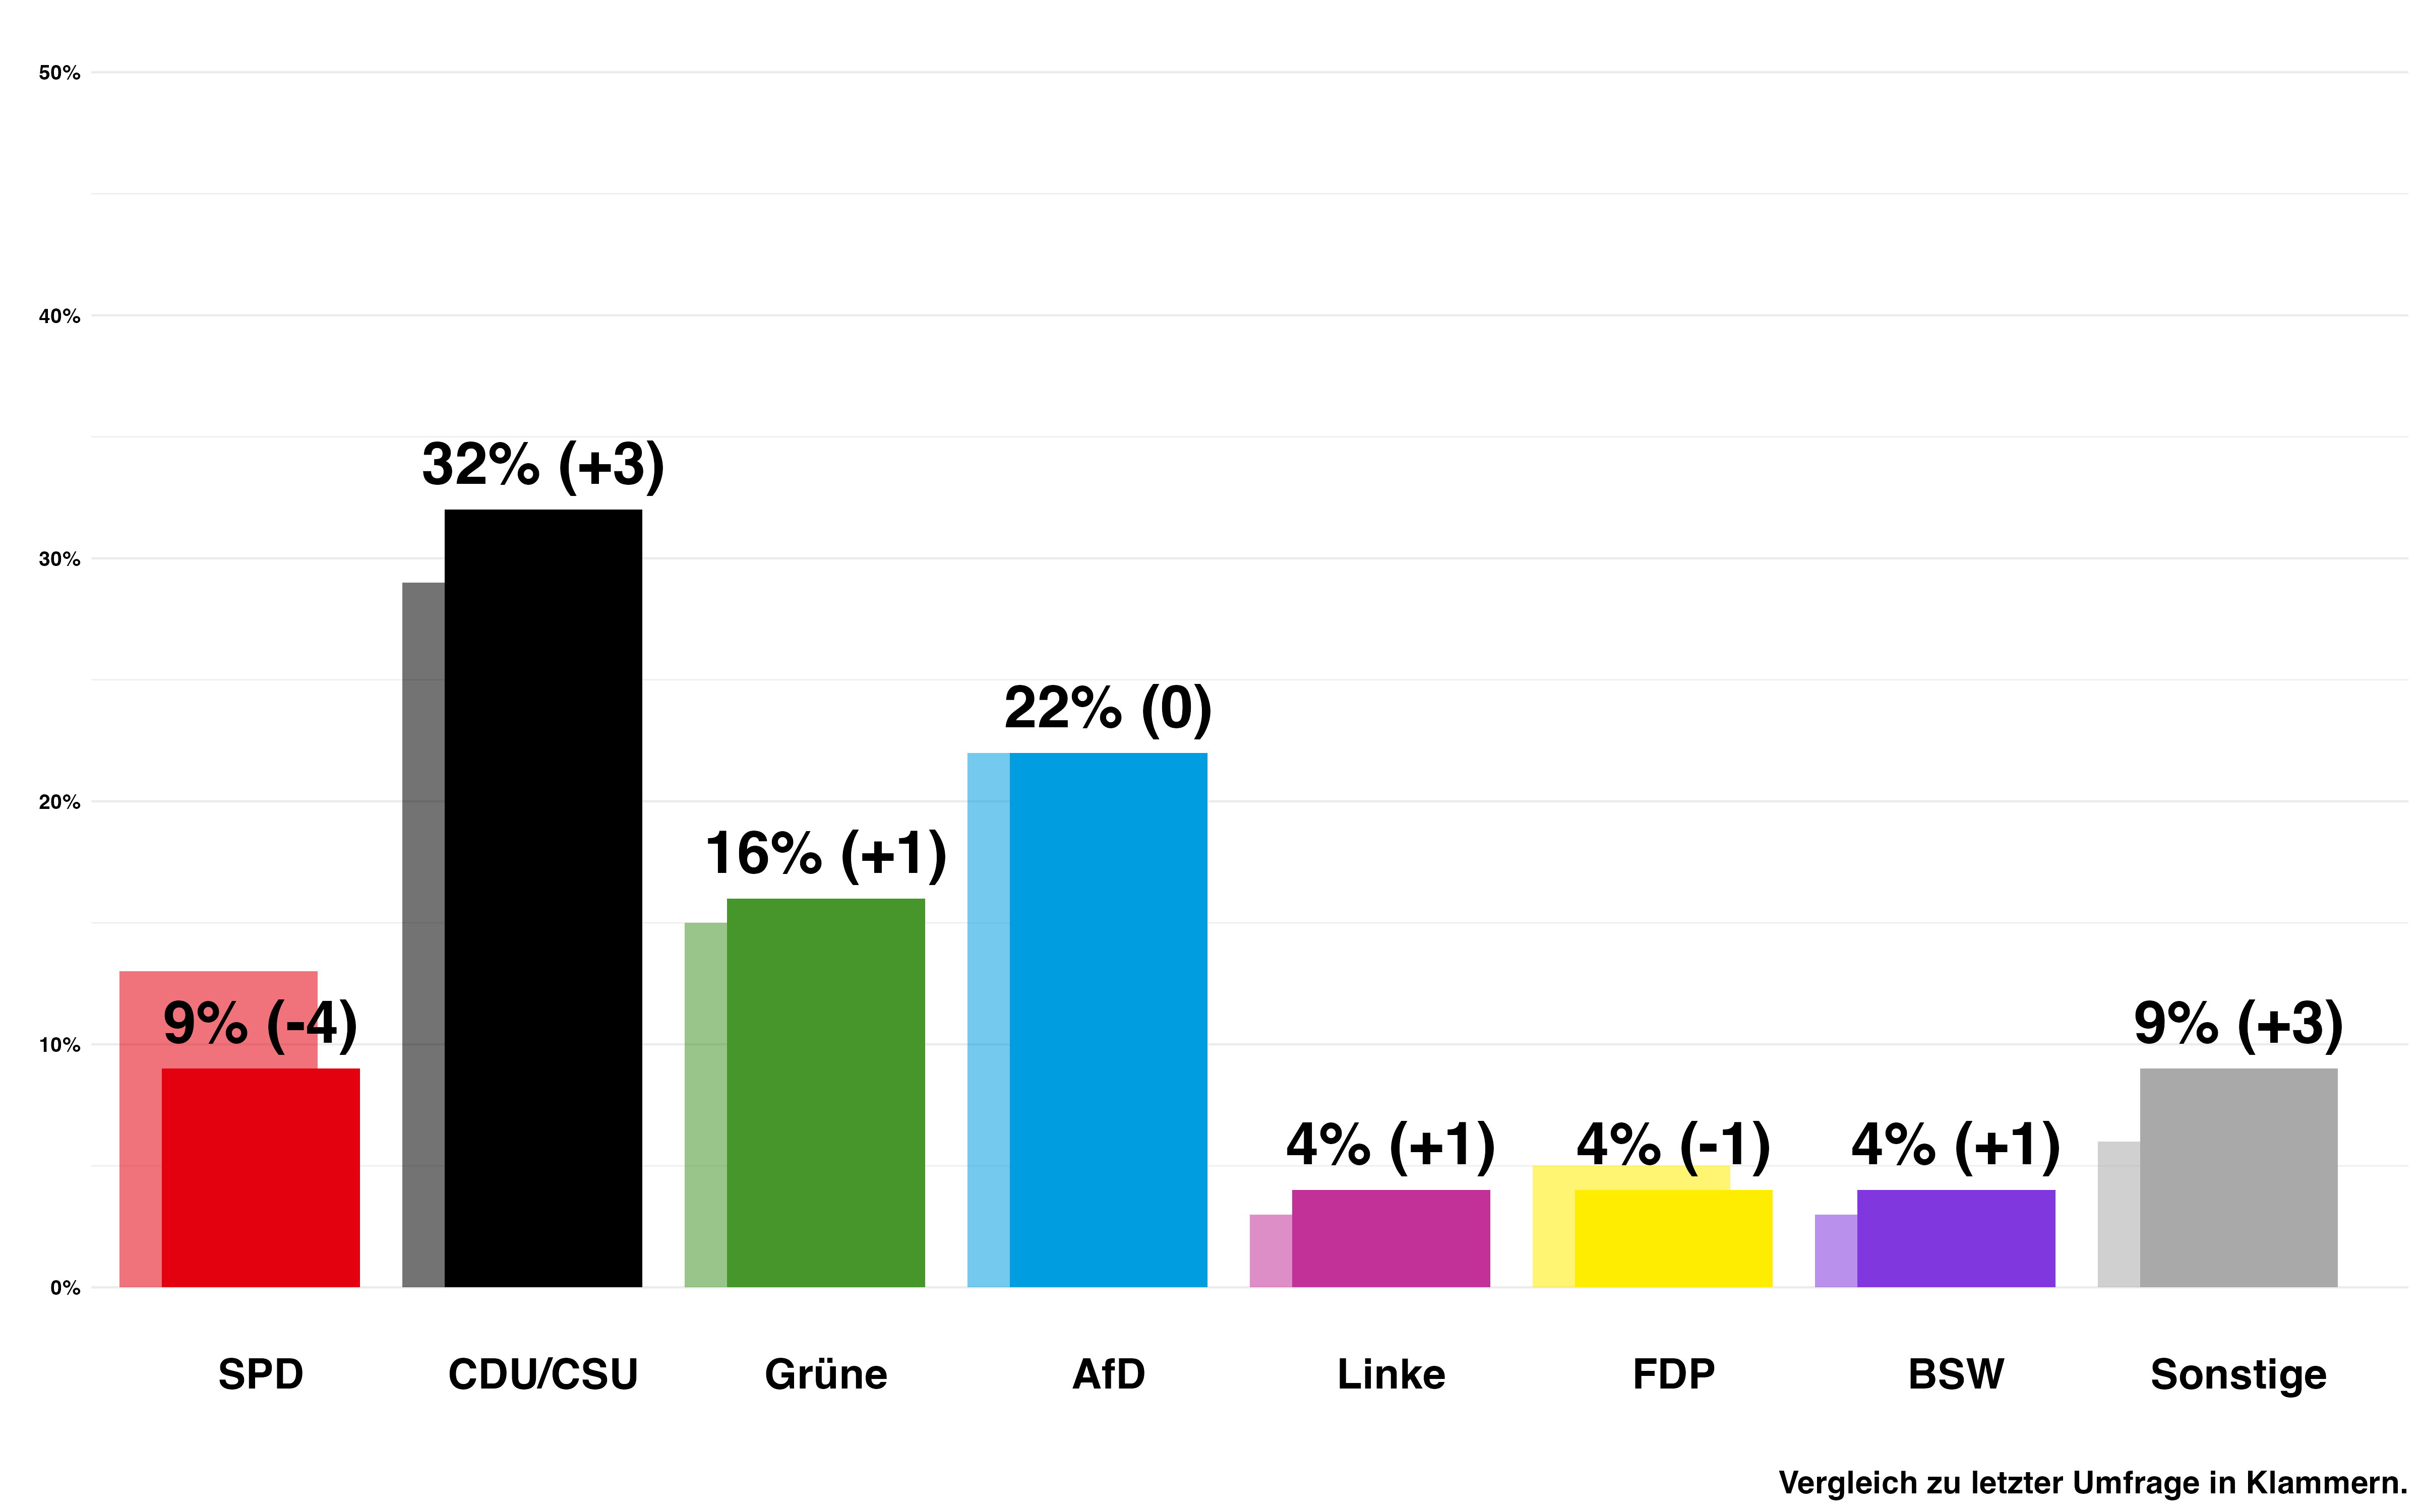 50%
40%
30%
20%
10%
0%
32% (+3)
22% (0)
16% (+1)
9% (-4)
9% (+3)
4% (+1)
4% (-1)
4% (+1)
SPD
CDU/CSU
Grüne
AfD
Linke
FDP
BSW
Sonstige
Vergleich zu letzter Umfrage in Klammern.